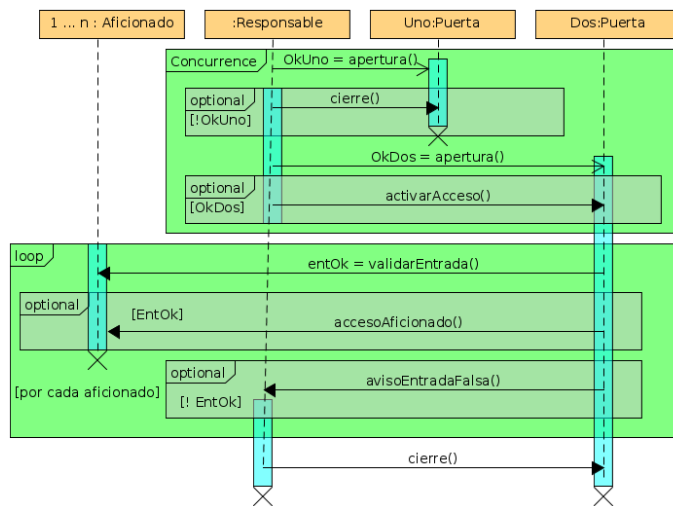 1 ... n : Aficionado
:Responsable
Uno:Puerta
Dos:Puerta
Concurrence
OkUno = apertura()
optional
cierre()
[!OkUno]
OkDos = apertura()
optional
activarAcceso()
[OkDos]
loop
entOk = validarEntrada()
optional
[EntOk]
accesoAficionado()
optional
avisoEntradaFalsa()
[por cada aficionado]
[! EntOk]
cierre()